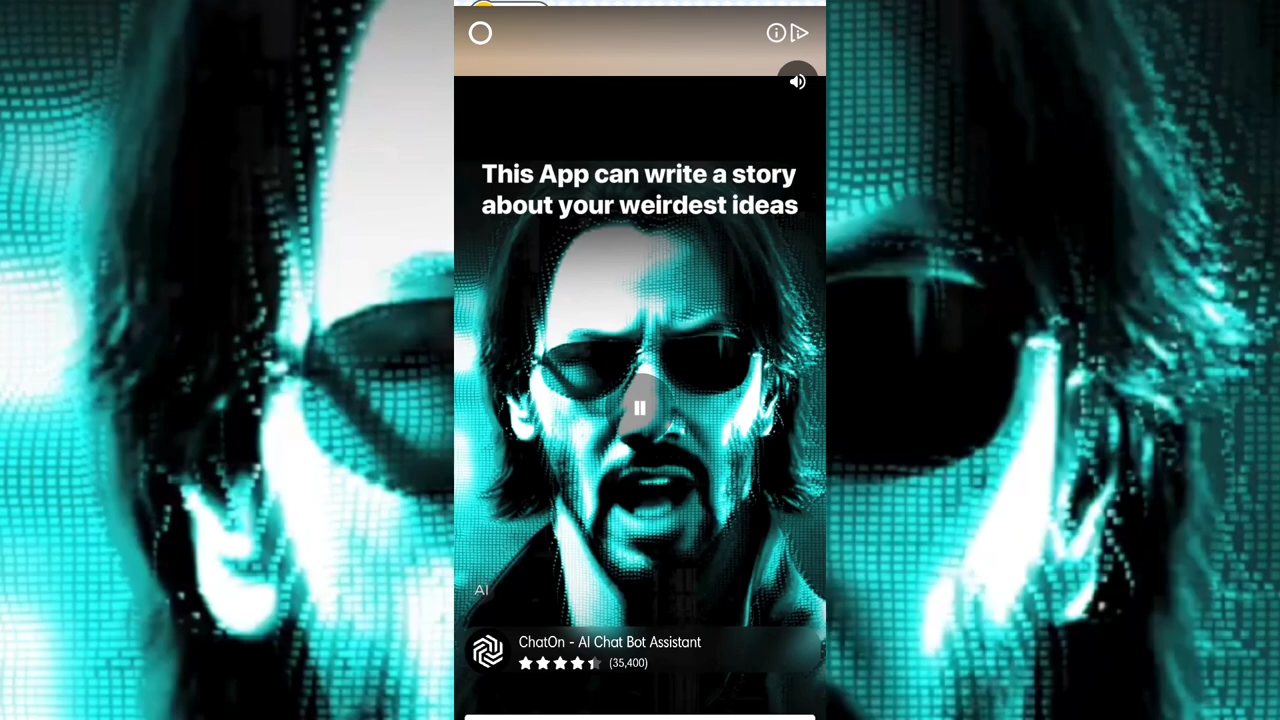 This App can write a story
about your weirdest ideas
AI
ChatOn - AI Chat Bot Assistant
(35,400)